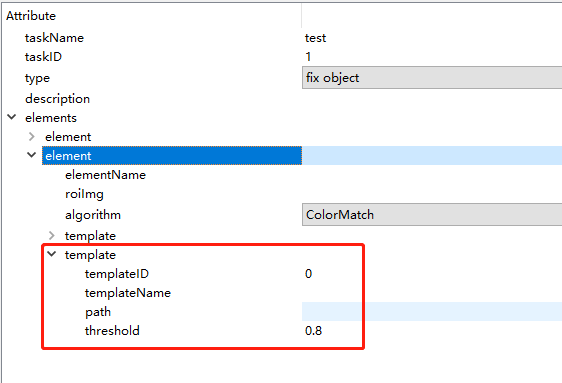 Attribute
taskName test
taskID 1
type fix object
description
elements
element
element
elementName
roiImg
algorithm ColorMatch
template
template
templateID 0
templateName
path
threshold 0.8